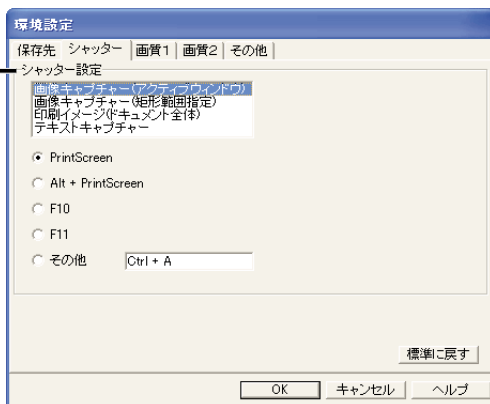 環境設定
保存先 シャッター 画質1 画質2 その他
シャッター設定
画像キャプチャー(アクティブウィンドウ)
画像キャプチャー(矩形範囲指定)
印刷イメージ(ドキュメント全体)
テキストキャプチャー
PrintScreen
Alt + PrintScreen
F10
F11
その他 Ctrl + A
標準に戻す
OK キャンセル ヘルプ